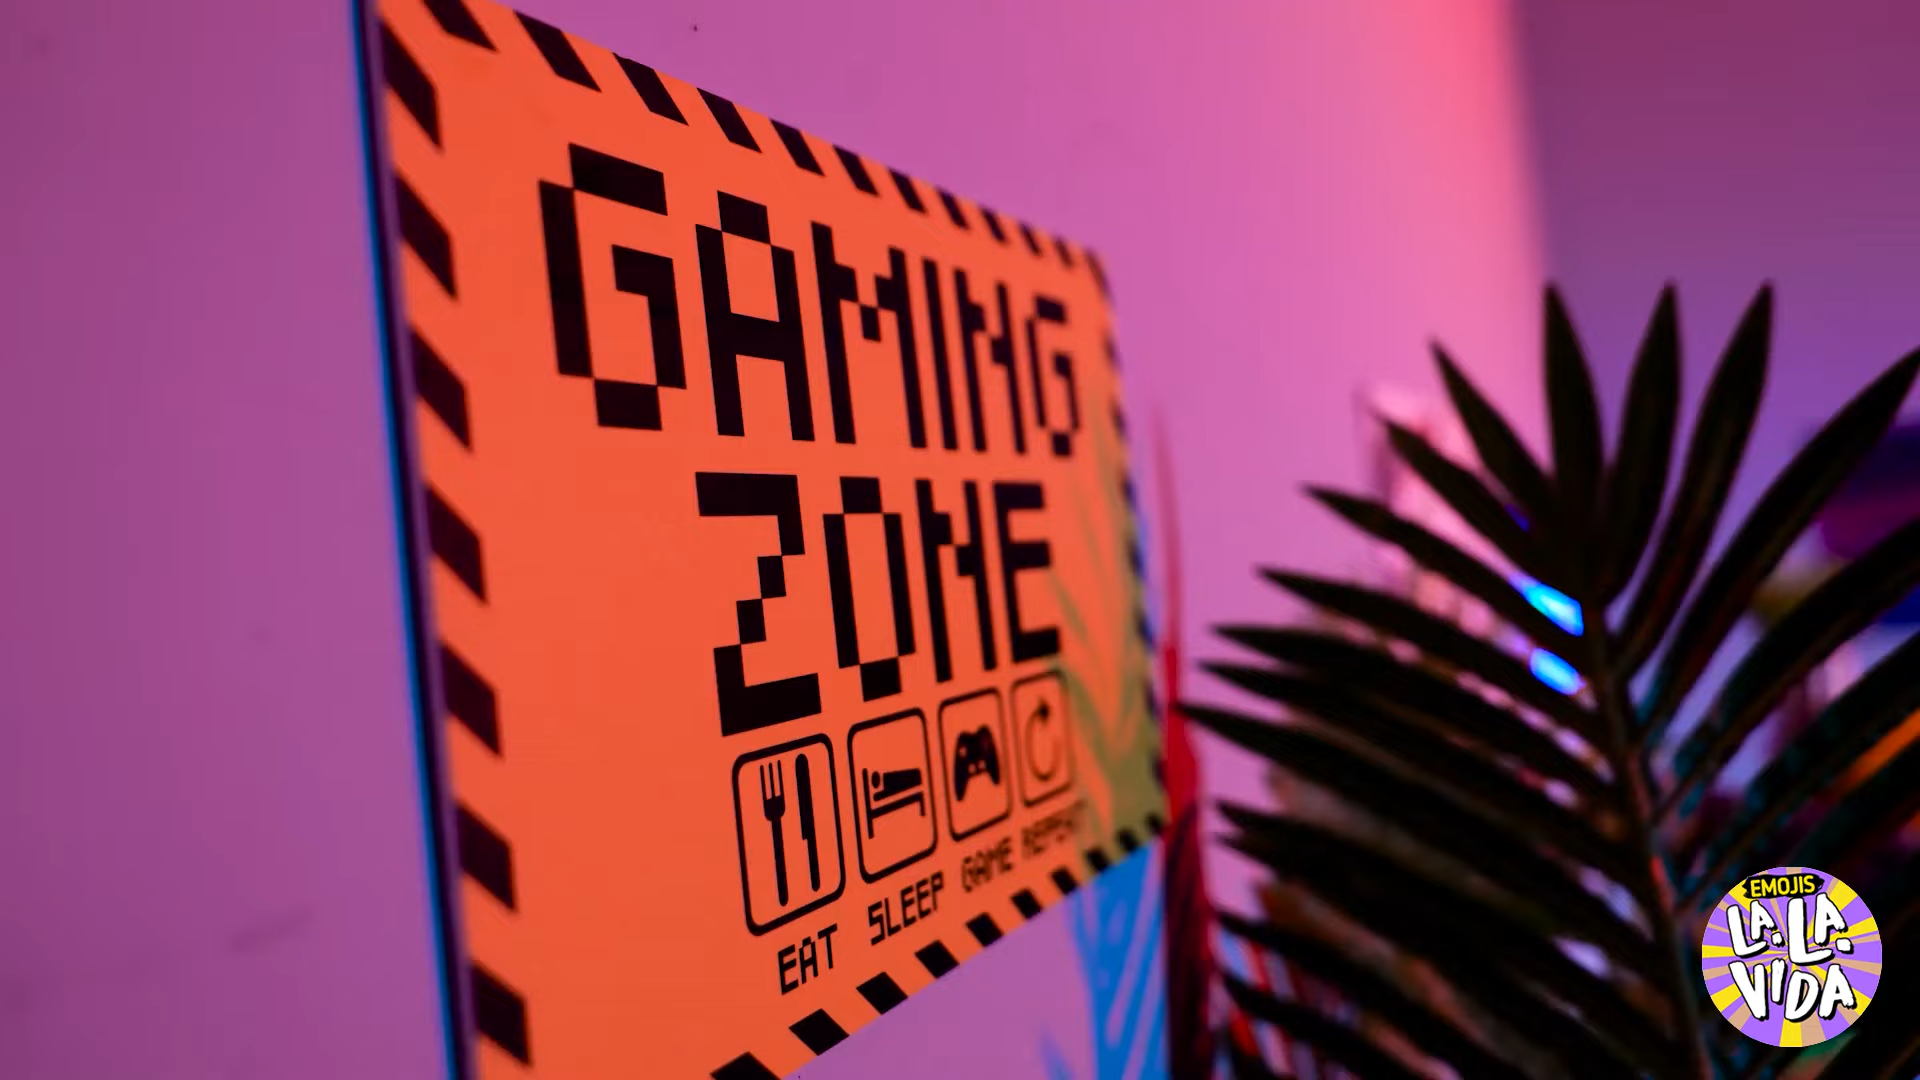 GAMING
ZONE
EAT SLEEP GAME REPEAT
EMOJIS
LA LA
VIDA